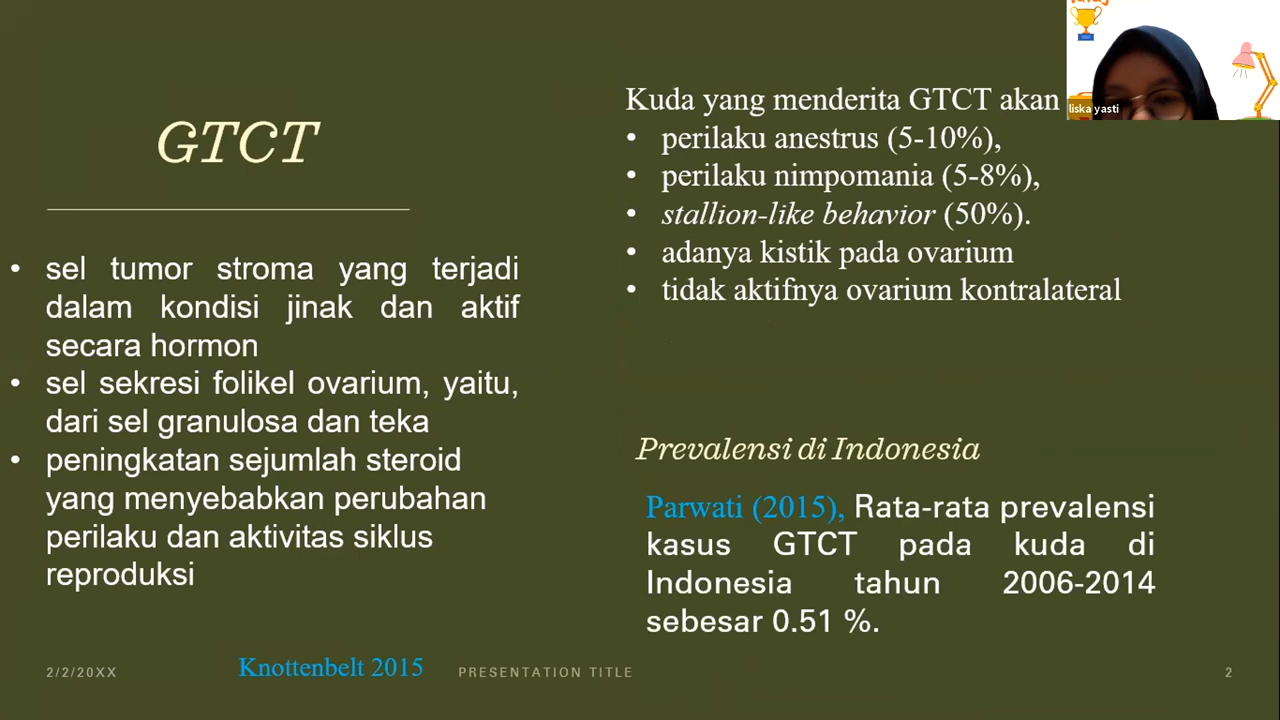 GTCT
sel tumor stroma yang terjadi
dalam kondisi jinak dan aktif
secara hormon
sel sekresi folikel ovarium, yaitu,
dari sel granulosa dan teka
peningkatan sejumlah steroid
yang menyebabkan perubahan
perilaku dan aktivitas siklus
reproduksi
Kuda yang menderita GTCT akan
perilaku anestrus (5-10%),
perilaku nimpomania (5-8%),
stallion-like behavior (50%).
adanya kistik pada ovarium
tidak aktifnya ovarium kontralateral
Prevalensi di Indonesia
Parwati (2015), Rata-rata prevalensi
kasus GTCT pada kuda di
Indonesia tahun 2006-2014
sebesar 0.51 %.
liska yasti
2/2/20XX
Knottenbelt 2015
PRESENTATION TITLE
2